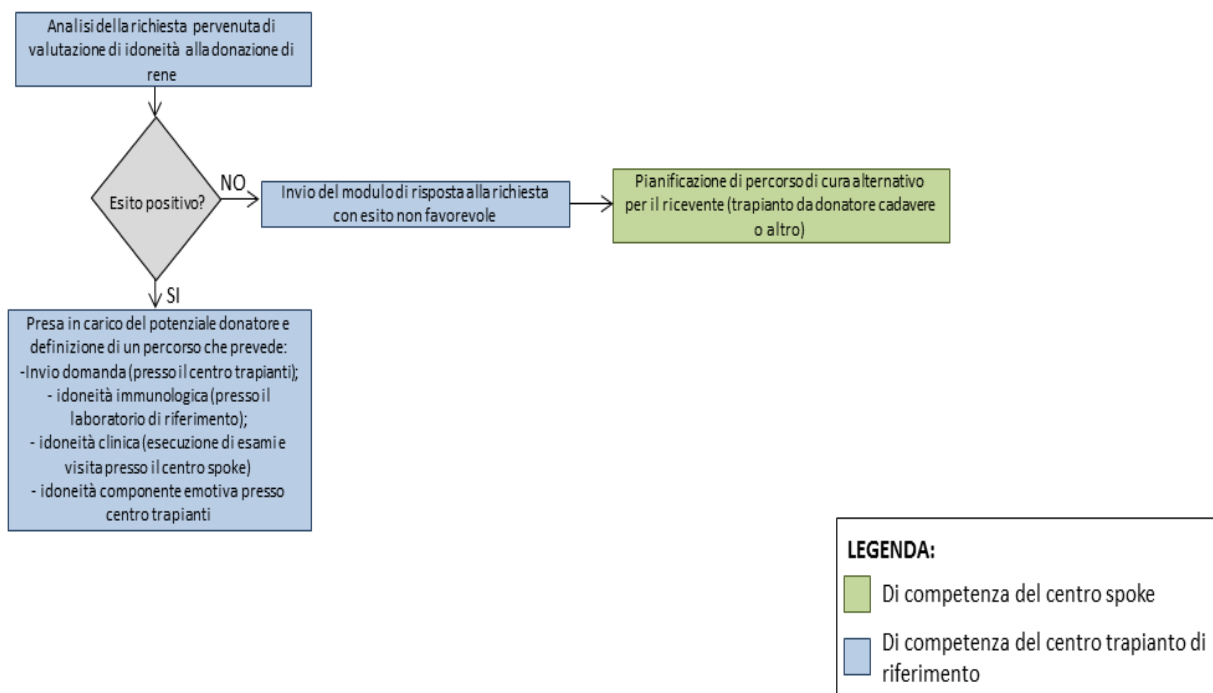 Analisi della richiesta pervenuta di
valutazione di idoneità alla donazione di
rene
Esito positivo?
NO
Invio del modulo di risposta alla richiesta
con esito non favorevole
Pianificazione di percorso di cura alternativo
per il ricevente (trapianto da donatore cadavere
o altro)
SI
Presa in carico del potenziale donatore e
definizione di un percorso che prevede:
-Invio domanda (presso il centro trapianti);
- idoneità immunologica (presso il
laboratorio di riferimento);
- idoneità clinica (esecuzione di esami e
visita presso il centro spoke)
- idoneità componente emotiva presso
centro trapianti
LEGENDA:
Di competenza del centro spoke
Di competenza del centro trapianto di
riferimento